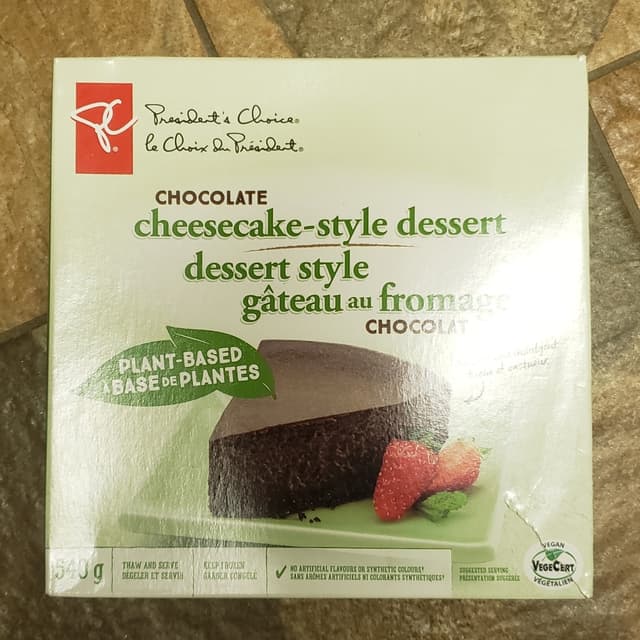 President's Choice®
le Choix du Président®
CHOCOLATE
cheesecake-style dessert
dessert style
gâteau au fromage
CHOCOLAT
PLANT-BASED
À BASE DE PLANTES
540 g
THAW AND SERVE
DÉGELER ET SERVIR
KEEP FROZEN
GARDER CONGELÉ
✓ NO ARTIFICIAL FLAVOURS OR SYNTHETIC COLOURS†
SANS ARÔMES ARTIFICIELS NI COLORANTS SYNTHÉTIQUES†
SUGGESTED SERVING
PRÉSENTATION SUGGÉRÉE
VEGAN
VEGECERT
VÉGÉTALIEN